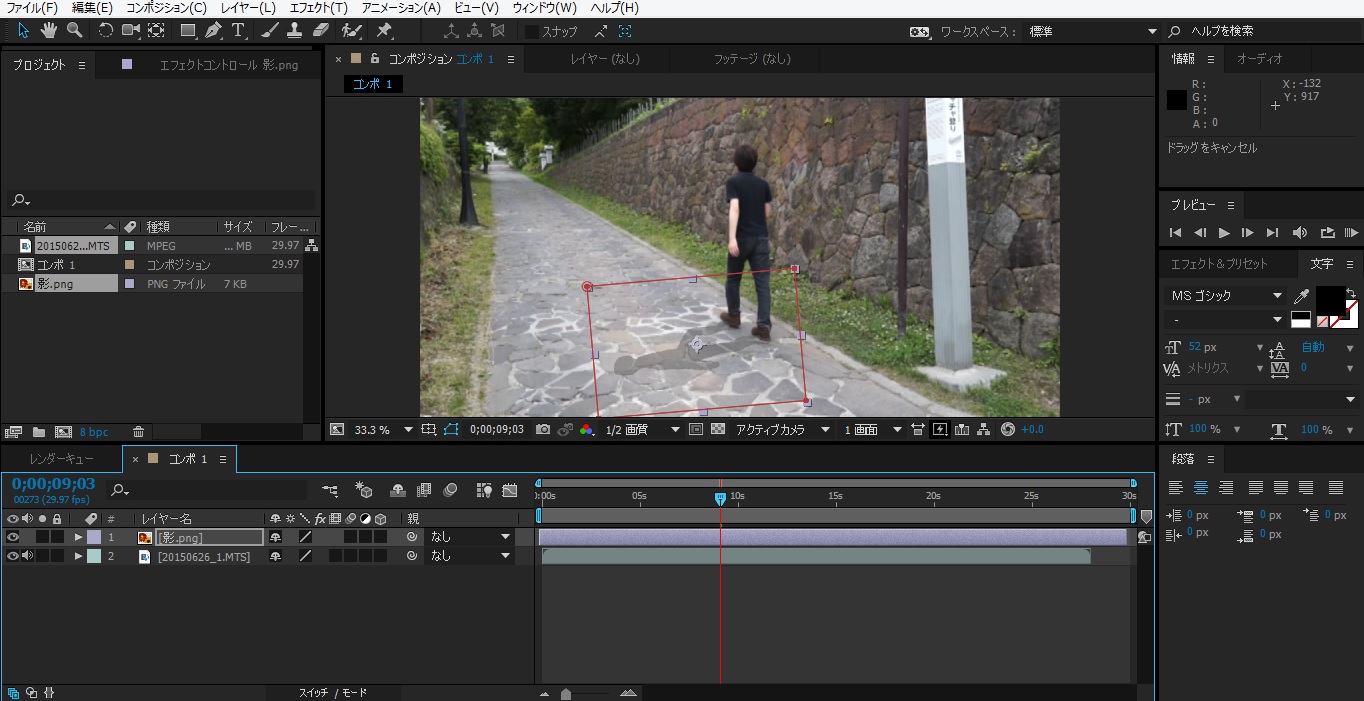 ファイル(F) 編集(E) コンポジション(C) レイヤー(L) エフェクト(T) アニメーション(A) ビュー(V) ウィンドウ(W) ヘルプ(H)
T スナップ ワークスペース： 標準 ヘルプを検索
プロジェクト エフェクトコントロール 影.png
× コンポジション コンポ 1 レイヤー (なし) フッテージ (なし)
コンポ 1
情報 オーディオ
R :
G :
B :
A : 0
X : -132
Y : 917
ドラッグをキャンセル
名前 種類 サイズ フレー...
2015062...MTS MPEG ... MB 29.97
コンポ 1 コンポジション 29.97
影.png PNG ファイル 7 KB
8 bpc
33.3 % 0;00;09;03 1/2 画質 アクティブカメラ 1 画面 +0.0
プレビュー
エフェクト＆プリセット 文字
MS ゴシック
-
52 px 自動
メトリクス 0
- px
100 % 100 %
レンダーキュー × コンポ 1
0;00;09;03
00273 (29.97 fps)
# レイヤー名 fx 親
1 [影.png] なし
2 [20150626_1.MTS] なし
):00s 05s 10s 15s 20s 25s 30s
スイッチ / モード
段落
0 px 0 px 0 px
0 px 0 px